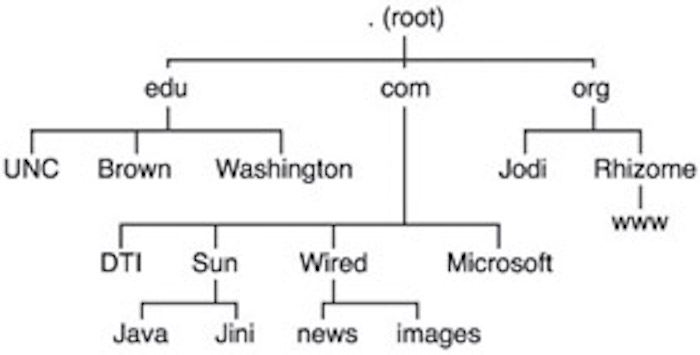 . (root)
edu com org
UNC Brown Washington Jodi Rhizome
www
DTI Sun Wired Microsoft
Java Jini news images